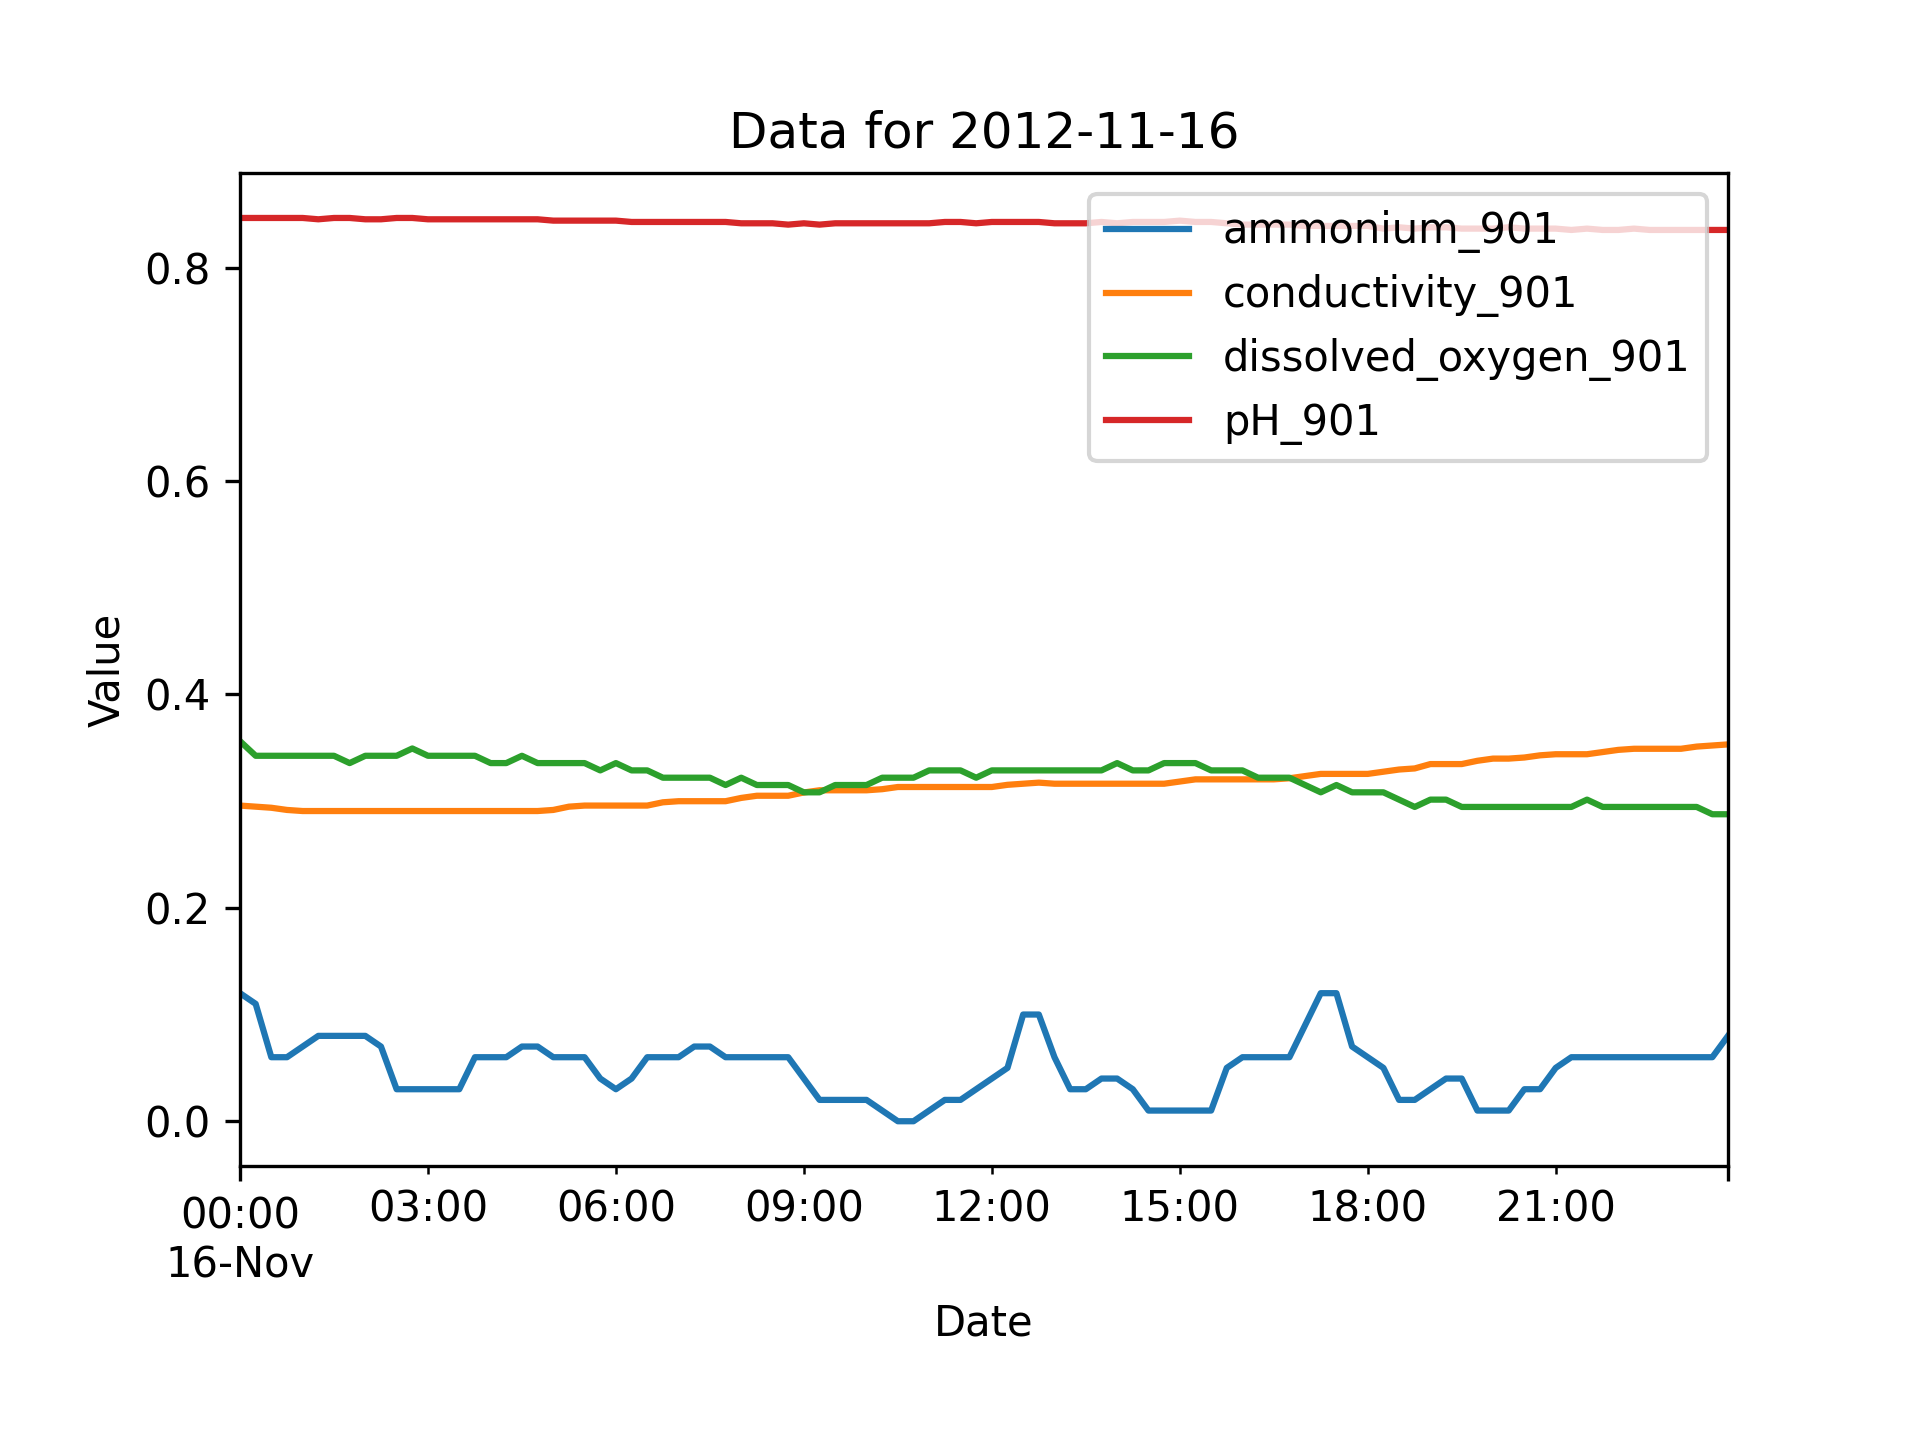 Data for 2012-11-16
ammonium_901
conductivity_901
dissolved_oxygen_901
pH_901
Value
0.8
0.6
0.4
0.2
0.0
00:00 03:00 06:00 09:00 12:00 15:00 18:00 21:00
16-Nov
Date